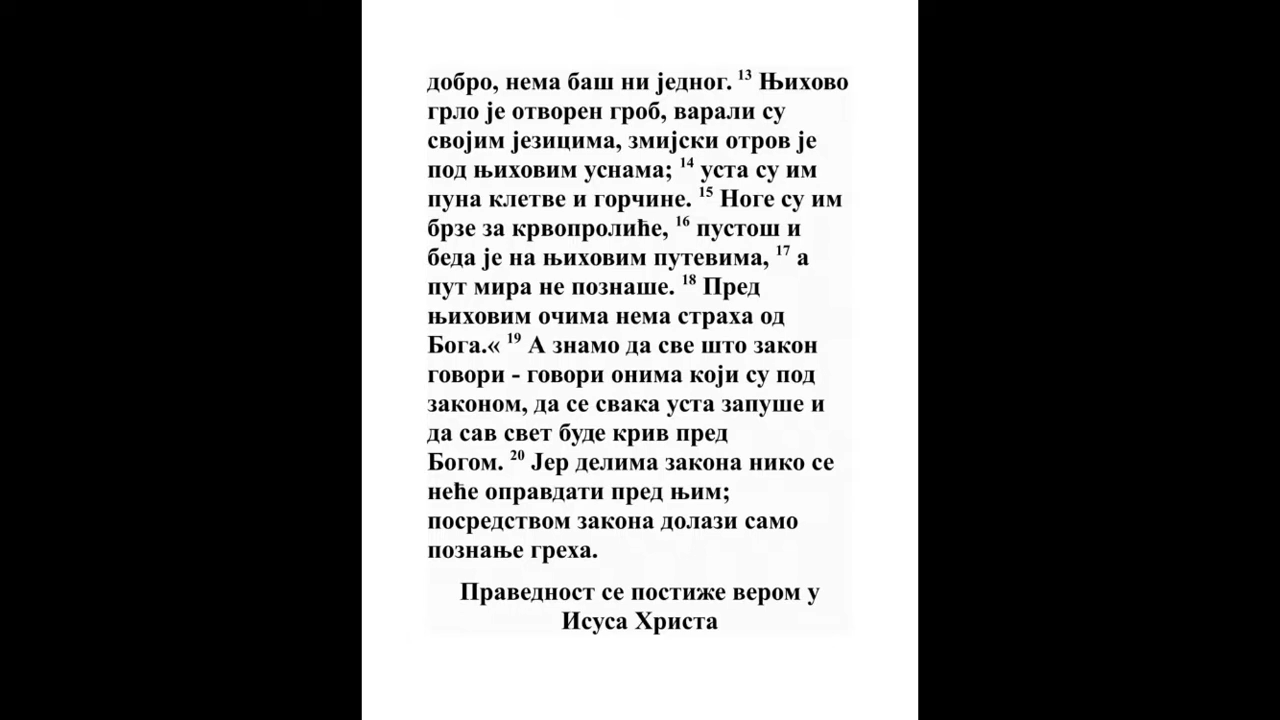 добро, нема баш ни једног. 13 Њихово
грло је отворен гроб, варали су
својим језицима, змијски отров је
под њиховим уснама; 14 уста су им
пуна клетве и горчине. 15 Ноге су им
брзе за крвопролиће, 16 пустош и
беда је на њиховим путевима, 17 а
пут мира не познаше. 18 Пред
њиховим очима нема страха од
Бога.« 19 А знамо да све што закон
говори - говори онима који су под
законом, да се свака уста запуше и
да сав свет буде крив пред
Богом. 20 Јер делима закона нико се
неће оправдати пред њим;
посредством закона долази само
познање греха.
Праведност се постиже вером у
Исуса Христа